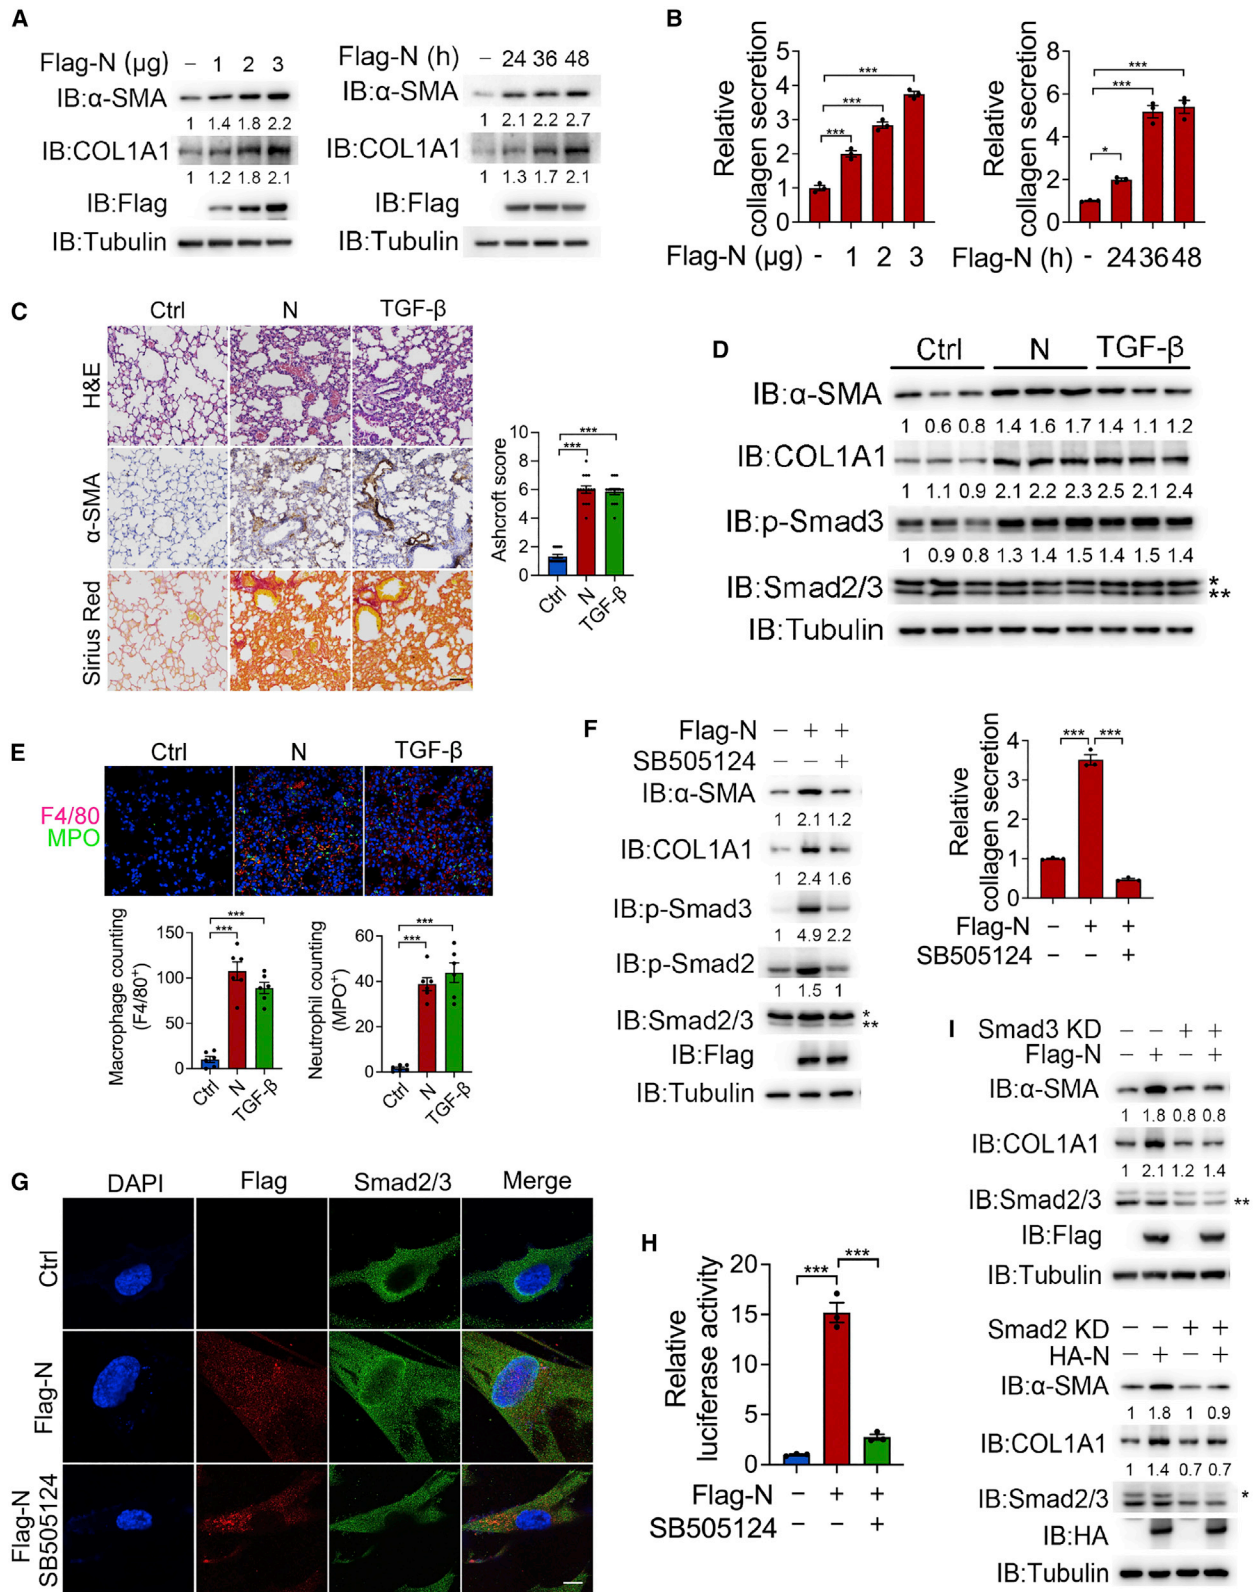 A
Flag-N (μg) – 1 2 3
IB:α-SMA
1 1.4 1.8 2.2
IB:COL1A1
1 1.2 1.8 2.1
IB:Flag
IB:Tubulin
Flag-N (h) – 24 36 48
IB:α-SMA
1 2.1 2.2 2.7
IB:COL1A1
1 1.3 1.7 2.1
IB:Flag
IB:Tubulin
B
Relative
collagen secretion
5
4
3
2
1
0
***
***
***
Flag-N (μg) - 1 2 3
Relative
collagen secretion
8
6
4
2
0
***
***
*
Flag-N (h) - 24 36 48
C
Ctrl N TGF-β
H&E
α-SMA
Sirius Red
Ashcroft score
10
8
6
4
2
0
***
***
Ctrl
N
TGF-β
D
Ctrl N TGF-β
IB:α-SMA
1 0.6 0.8 1.4 1.6 1.7 1.4 1.1 1.2
IB:COL1A1
1 1.1 0.9 2.1 2.2 2.3 2.5 2.1 2.4
IB:p-Smad3
1 0.9 0.8 1.3 1.4 1.5 1.4 1.5 1.4
IB:Smad2/3 *
**
IB:Tubulin
E
Ctrl N TGF-β
F4/80
MPO
Macrophage counting
(F4/80⁺)
150
100
50
0
***
***
Ctrl
N
TGF-β
Neutrophil counting
(MPO⁺)
60
40
20
0
***
***
Ctrl
N
TGF-β
F
Flag-N – + +
SB505124 – – +
IB:α-SMA
1 2.1 1.2
IB:COL1A1
1 2.4 1.6
IB:p-Smad3
1 4.9 2.2
IB:p-Smad2
1 1.5 1
IB:Smad2/3 *
**
IB:Flag
IB:Tubulin
Relative
collagen secretion
4
3
2
1
0
*** ***
Flag-N – + +
SB505124 – – +
G
DAPI Flag Smad2/3 Merge
Ctrl
Flag-N
Flag-N
SB505124
H
Relative
luciferase activity
20
15
10
5
0
***
***
Flag-N – + +
SB505124 – – +
I
Smad3 KD – – + +
Flag-N – + – +
IB:α-SMA
1 1.8 0.8 0.8
IB:COL1A1
1 2.1 1.2 1.4
IB:Smad2/3 **
IB:Flag
IB:Tubulin
Smad2 KD – – + +
HA-N – + – +
IB:α-SMA
1 1.8 1 0.9
IB:COL1A1
1 1.4 0.7 0.7
IB:Smad2/3 *
IB:HA
IB:Tubulin